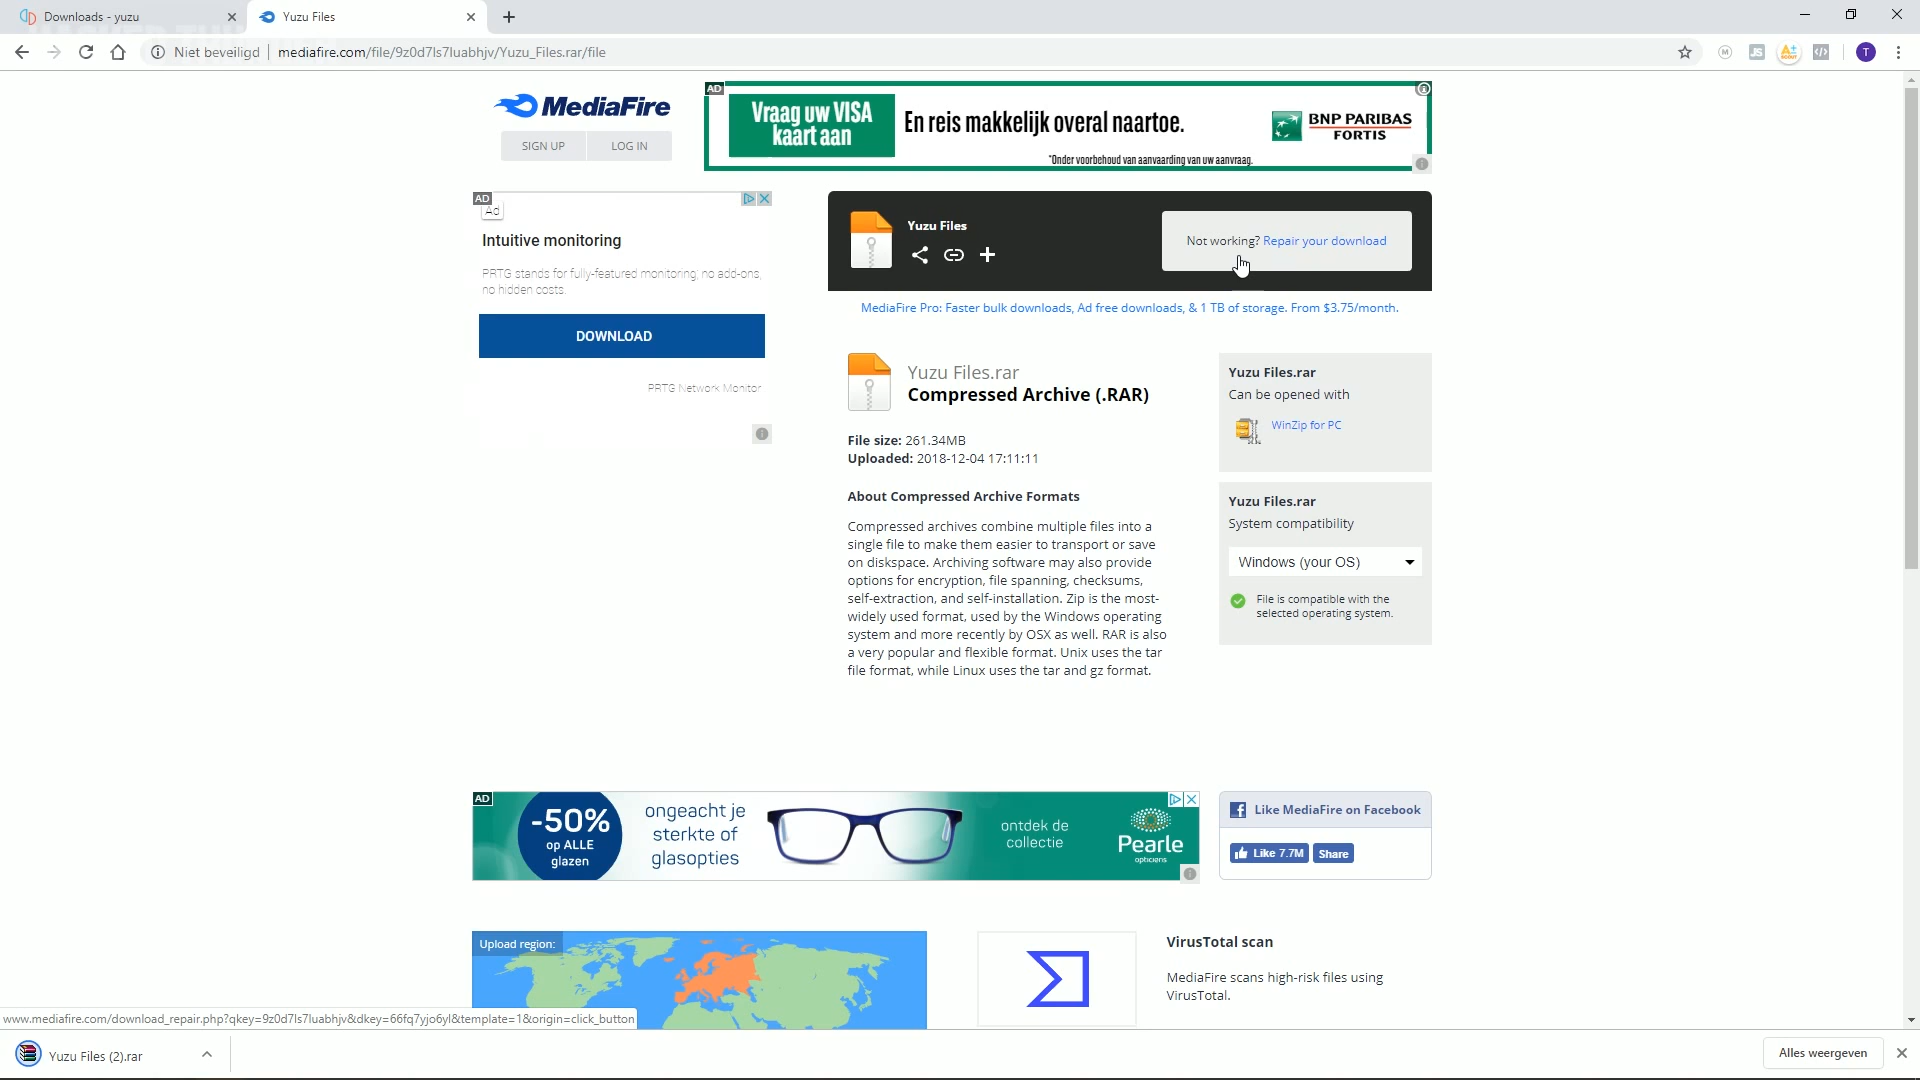 Downloads - yuzu
Yuzu Files
Niet beveiligd
mediafire.com/file/9z0d7ls7luabhjv/Yuzu_Files.rar/file
JS
T
MediaFire
SIGN UP
LOG IN
AD
Vraag uw VISA
kaart aan
En reis makkelijk overal naartoe.
*Onder voorbehoud van aanvaarding van uw aanvraag.
BNP PARIBAS
FORTIS
AD
Ad
Intuitive monitoring
PRTG stands for fully-featured monitoring; no add-ons,
no hidden costs.
DOWNLOAD
PRTG Network Monitor
Yuzu Files
Not working? Repair your download
MediaFire Pro: Faster bulk downloads, Ad free downloads, & 1 TB of storage. From $3.75/month.
Yuzu Files.rar
Compressed Archive (.RAR)
File size: 261.34MB
Uploaded: 2018-12-04 17:11:11
About Compressed Archive Formats
Compressed archives combine multiple files into a
single file to make them easier to transport or save
on diskspace. Archiving software may also provide
options for encryption, file spanning, checksums,
self-extraction, and self-installation. Zip is the most-
widely used format, used by the Windows operating
system and more recently by OSX as well. RAR is also
a very popular and flexible format. Unix uses the tar
file format, while Linux uses the tar and gz format.
Yuzu Files.rar
Can be opened with
WinZip for PC
Yuzu Files.rar
System compatibility
Windows (your OS)
File is compatible with the
selected operating system.
AD
-50%
op ALLE
glazen
ongeacht je
sterkte of
glasopties
ontdek de
collectie
Pearle
opticiens
Like MediaFire on Facebook
Like 7.7M
Share
Upload region:
VirusTotal scan
MediaFire scans high-risk files using
VirusTotal.
www.mediafire.com/download_repair.php?qkey=9z0d7ls7luabhjv&dkey=66fq7yjo6yl&template=1&origin=click_button
Yuzu Files (2).rar
Alles weergeven